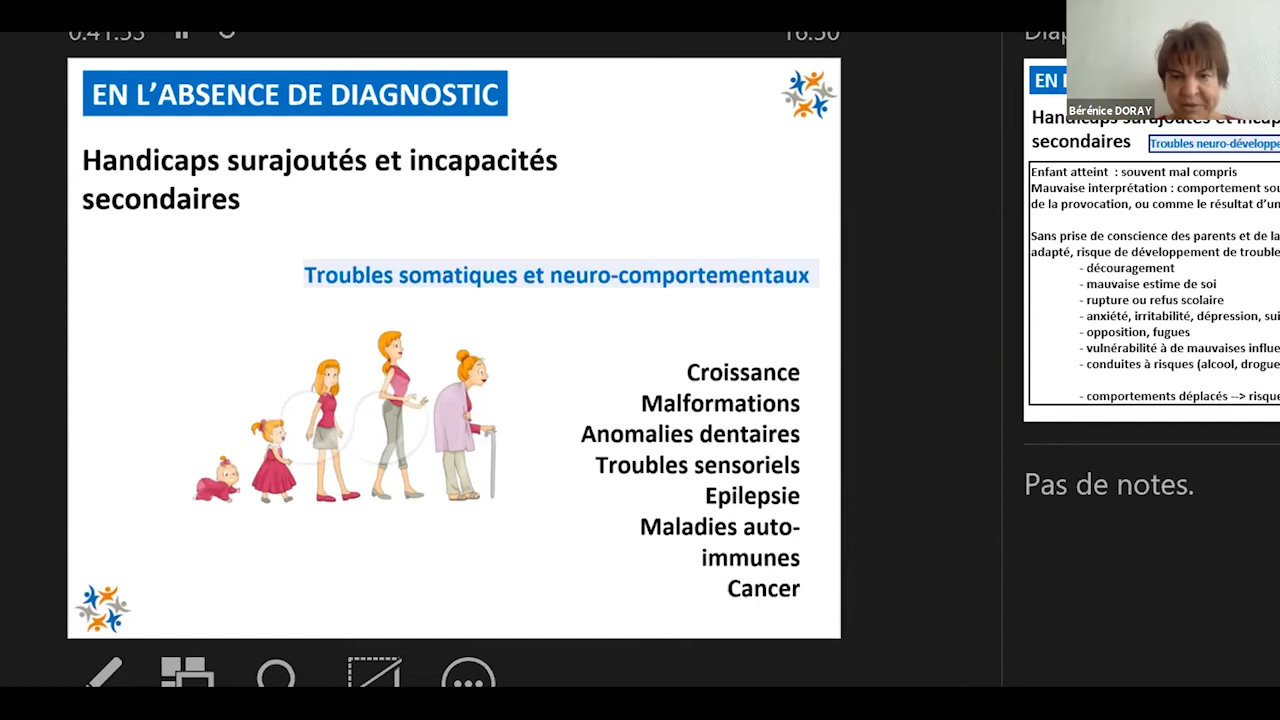 0:41:53
16:30
EN L'ABSENCE DE DIAGNOSTIC
Handicaps surajoutés et incapacités
secondaires
Troubles somatiques et neuro-comportementaux
Croissance
Malformations
Anomalies dentaires
Troubles sensoriels
Epilepsie
Maladies auto-
immunes
Cancer
Bérénice DORAY
EN
Handicaps surajoutés et
secondaires
Troubles neuro-développe
Enfant atteint : souvent mal compris
Mauvaise interprétation : comportement sou
de la provocation, ou comme le résultat d'un
Sans prise de conscience des parents et de la
adapté, risque de développement de trouble
- découragement
- mauvaise estime de soi
- rupture ou refus scolaire
- anxiété, irritabilité, dépression, sui
- opposition, fugues
- vulnérabilité à de mauvaises influe
- conduites à risques (alcool, drogue
- comportements déplacés --> risque
Pas de notes.